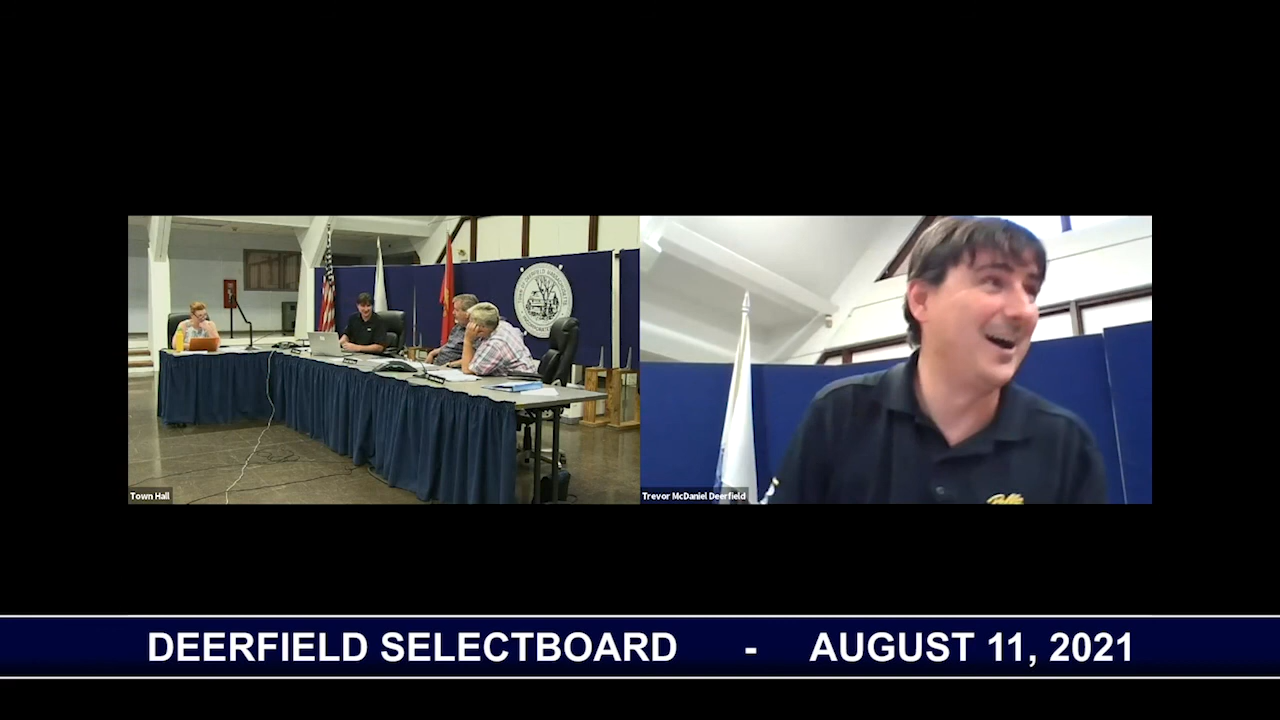 Town Hall
Trevor McDaniel Deerfield
DEERFIELD SELECTBOARD - AUGUST 11, 2021